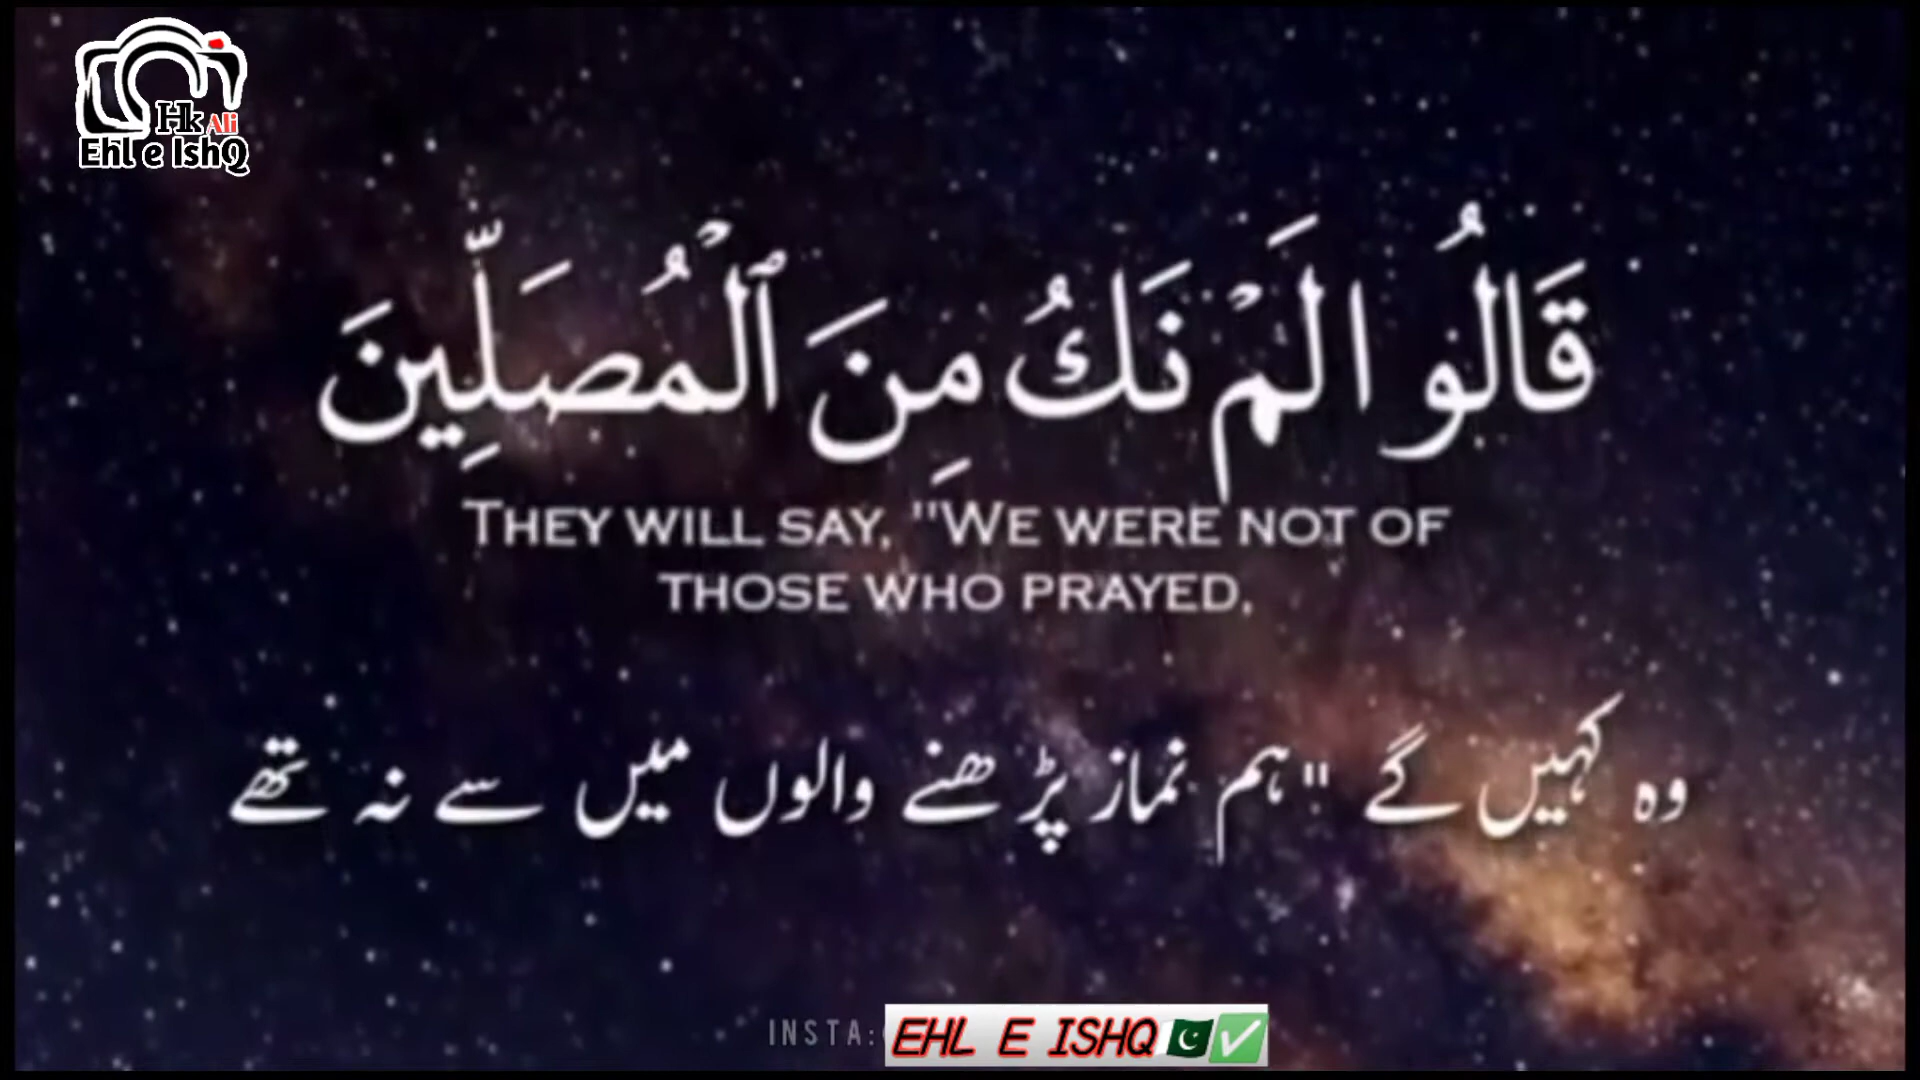 Hk Ali
Ehl e IshQ
قَالُوا لَمۡ نَكُ مِنَ ٱلۡمُصَلِّينَ
THEY WILL SAY, "WE WERE NOT OF
THOSE WHO PRAYED,
وہ کہیں گے "ہم نماز پڑھنے والوں میں سے نہ تھے
INSTA:
EHL E ISHQ🇵🇰✅